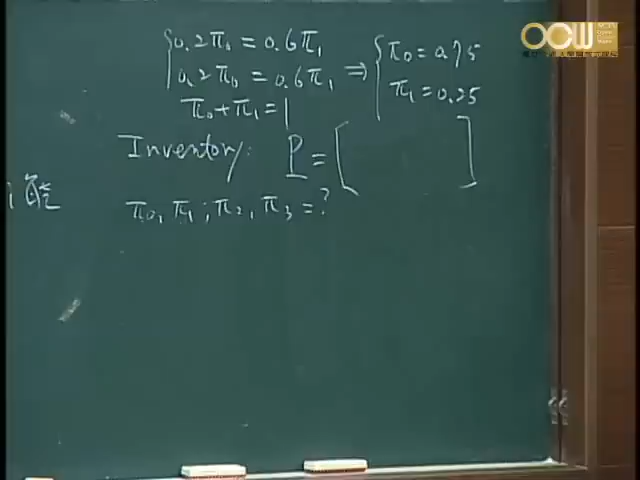 0.2π₀ = 0.6π₁
0.2π₀ = 0.6π₁ ⇒ π₀ = 0.75
π₀+π₁ = 1 π₁ = 0.25
Inventory: P = [ ]
π₀, π₁, π₂, π₃ = ?
OCW